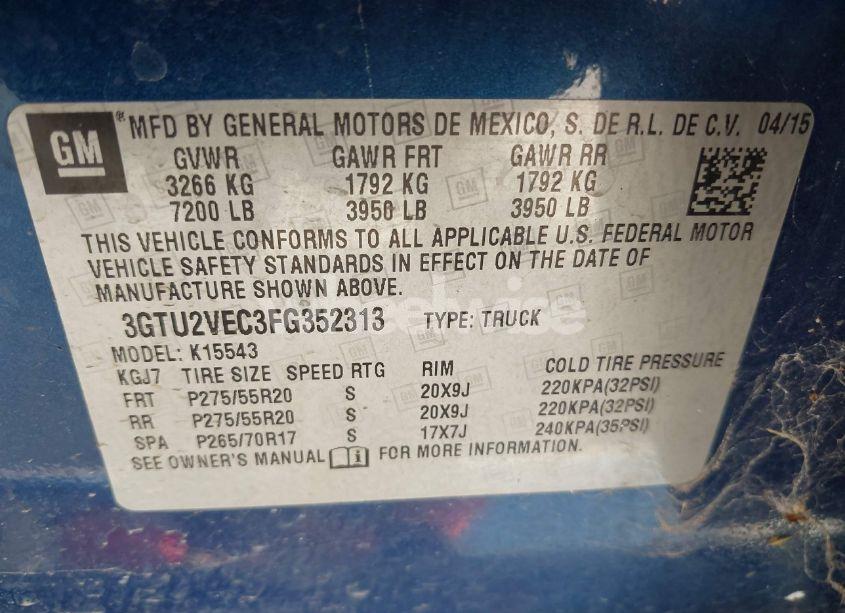 GM ® MFD BY GENERAL MOTORS DE MEXICO, S. DE R.L. DE C.V. 04/15
GVWR GAWR FRT GAWR RR
3266 KG 1792 KG 1792 KG
7200 LB 3950 LB 3950 LB
THIS VEHICLE CONFORMS TO ALL APPLICABLE U.S. FEDERAL MOTOR
VEHICLE SAFETY STANDARDS IN EFFECT ON THE DATE OF
MANUFACTURE SHOWN ABOVE.
3GTU2VEC3FG352313 TYPE: TRUCK
MODEL: K15543
KGJ7 TIRE SIZE SPEED RTG RIM COLD TIRE PRESSURE
FRT P275/55R20 S 20X9J 220KPA(32PSI)
RR P275/55R20 S 20X9J 220KPA(32PSI)
SPA P265/70R17 S 17X7J 240KPA(35PSI)
SEE OWNER'S MANUAL FOR MORE INFORMATION.